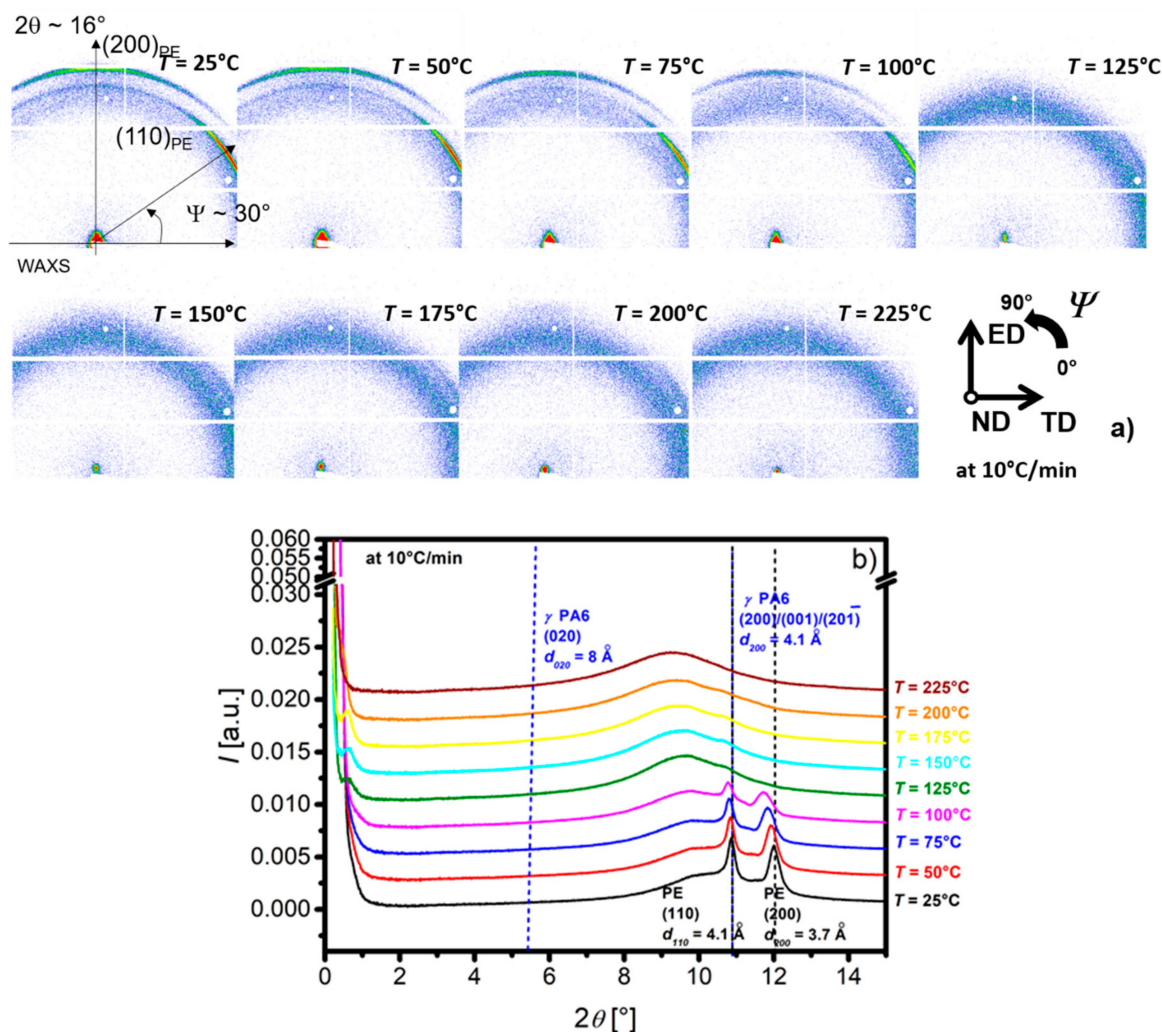 2θ ~ 16°
(200)PE
T = 25°C
T = 50°C
T = 75°C
T = 100°C
T = 125°C
(110)PE
Ψ ~ 30°
WAXS
T = 150°C
T = 175°C
T = 200°C
T = 225°C
90°
Ψ
ED
0°
ND
TD
a)
at 10°C/min
at 10°C/min
b)
γ PA6
(020)
d020 = 8 Å
γ PA6
(200)/(001)/(201̄)
d200 = 4.1 Å
0.060
0.055
0.050
0.030
0.025
0.020
0.015
0.010
0.005
0.000
I [a.u.]
T = 225°C
T = 200°C
T = 175°C
T = 150°C
T = 125°C
T = 100°C
T = 75°C
T = 50°C
T = 25°C
PE
(110)
d110 = 4.1 Å
PE
(200)
d200 = 3.7 Å
0 2 4 6 8 10 12 14
2θ [°]